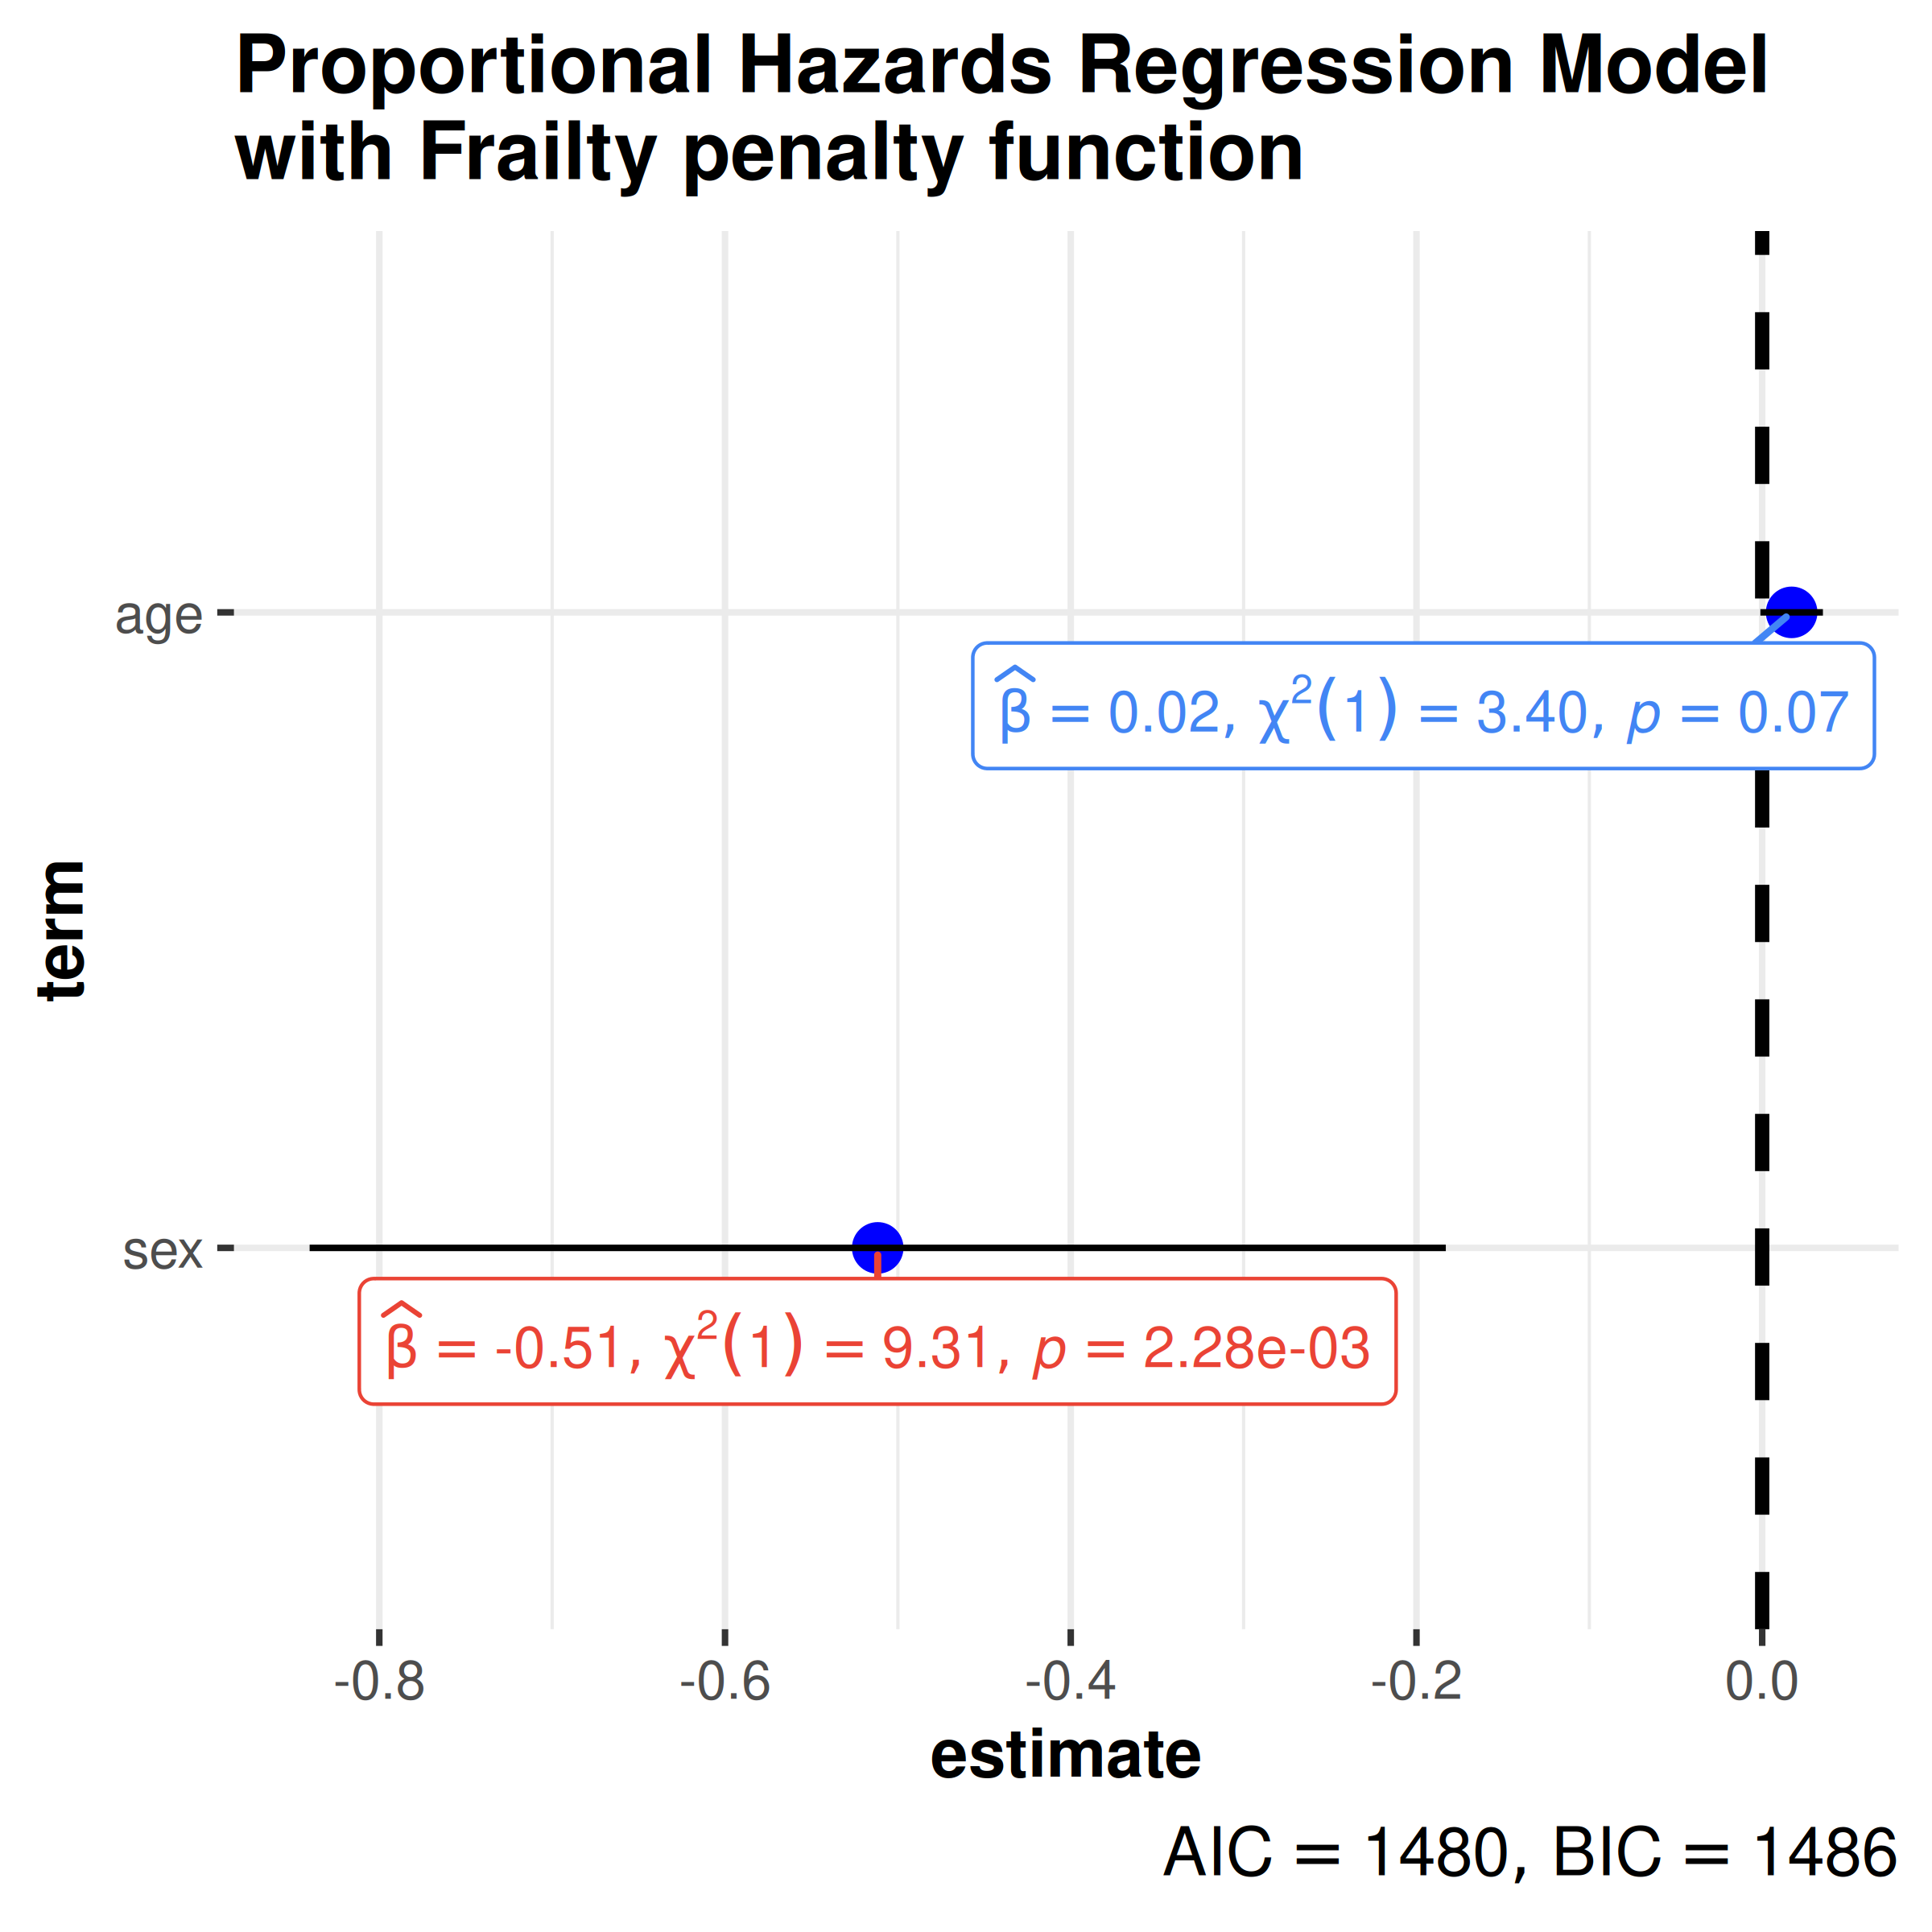 Proportional Hazards Regression Model
with Frailty penalty function
term
age
β̂ = 0.02, χ²(1) = 3.40, p = 0.07
sex
β̂ = -0.51, χ²(1) = 9.31, p = 2.28e-03
-0.8 -0.6 -0.4 -0.2 0.0
estimate
AIC = 1480, BIC = 1486